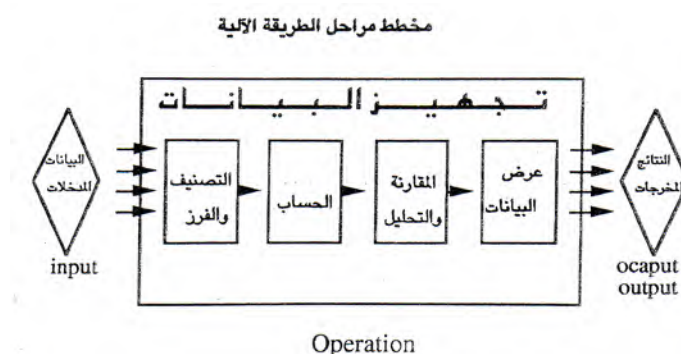 مخطط مراحل الطريقة الآلية
تجهيز البيانات
البيانات
المدخلات
input
التصنيف
والفرز
الحساب
المقارنة
والتحليل
عرض
البيانات
النتائج
المخرجات
ocaput
output
Operation